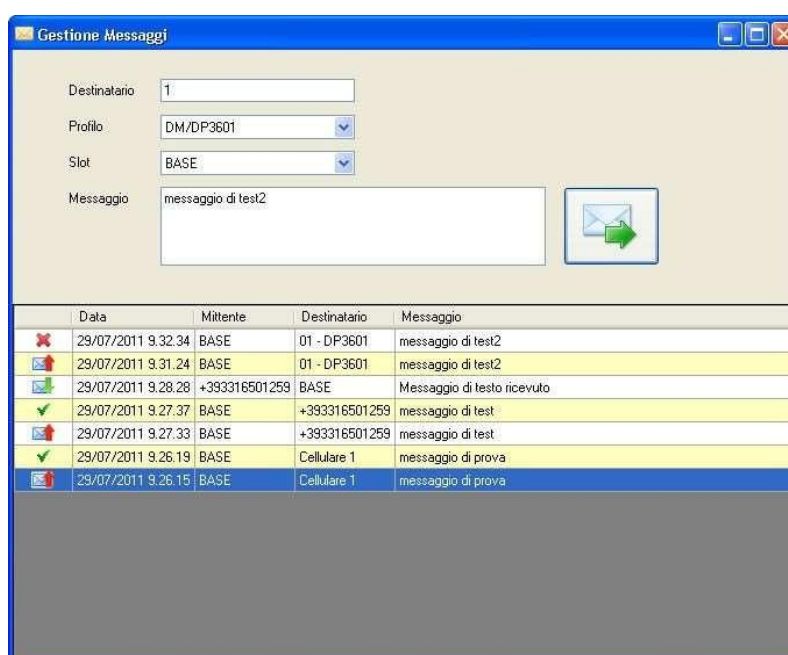 Gestione Messaggi
Destinatario 1
Profilo DM/DP3601
Slot BASE
Messaggio messaggio di test2
Data Mittente Destinatario Messaggio
29/07/2011 9.32.34 BASE 01 - DP3601 messaggio di test2
29/07/2011 9.31.24 BASE 01 - DP3601 messaggio di test2
29/07/2011 9.28.28 +393316501259 BASE Messaggio di testo ricevuto
29/07/2011 9.27.37 BASE +393316501259 messaggio di test
29/07/2011 9.27.33 BASE +393316501259 messaggio di test
29/07/2011 9.26.19 BASE Cellulare 1 messaggio di prova
29/07/2011 9.26.15 BASE Cellulare 1 messaggio di prova